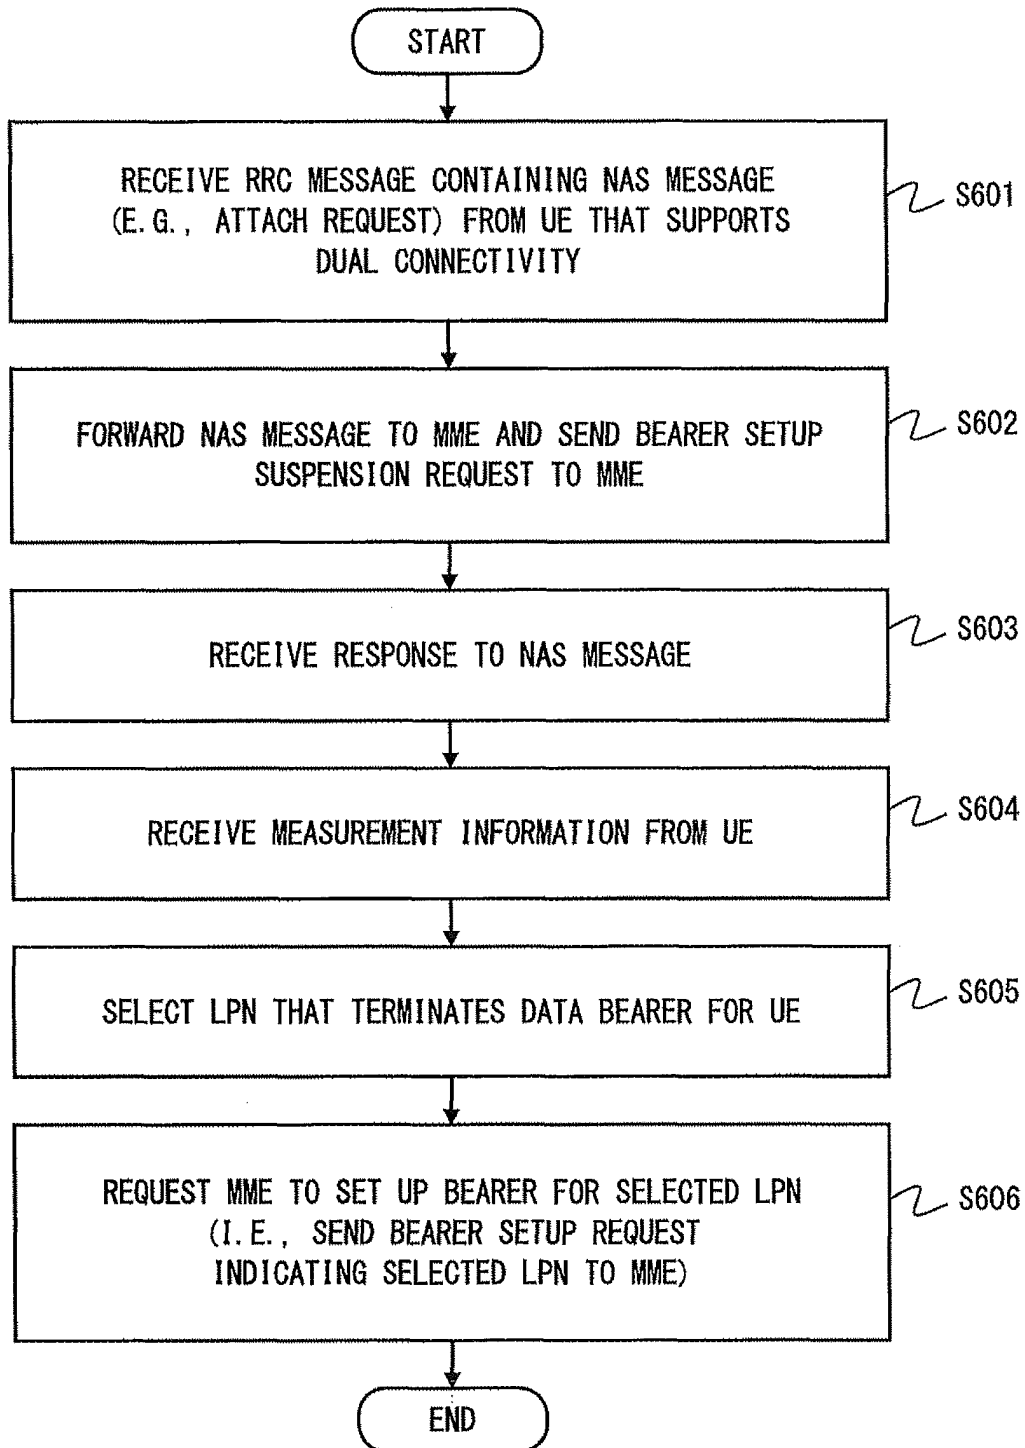 START
RECEIVE RRC MESSAGE CONTAINING NAS MESSAGE
(E.G., ATTACH REQUEST) FROM UE THAT SUPPORTS
DUAL CONNECTIVITY
S601
FORWARD NAS MESSAGE TO MME AND SEND BEARER SETUP
SUSPENSION REQUEST TO MME
S602
RECEIVE RESPONSE TO NAS MESSAGE
S603
RECEIVE MEASUREMENT INFORMATION FROM UE
S604
SELECT LPN THAT TERMINATES DATA BEARER FOR UE
S605
REQUEST MME TO SET UP BEARER FOR SELECTED LPN
(I.E., SEND BEARER SETUP REQUEST
INDICATING SELECTED LPN TO MME)
S606
END